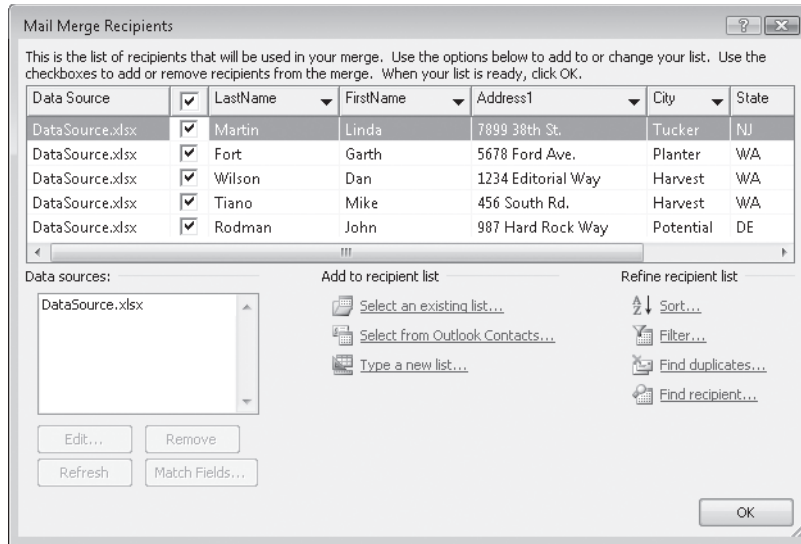 Mail Merge Recipients
This is the list of recipients that will be used in your merge. Use the options below to add to or change your list. Use the
checkboxes to add or remove recipients from the merge. When your list is ready, click OK.
Data Source LastName FirstName Address1 City State
DataSource.xlsx Martin Linda 7899 38th St. Tucker NJ
DataSource.xlsx Fort Garth 5678 Ford Ave. Planter WA
DataSource.xlsx Wilson Dan 1234 Editorial Way Harvest WA
DataSource.xlsx Tiano Mike 456 South Rd. Harvest WA
DataSource.xlsx Rodman John 987 Hard Rock Way Potential DE
Data sources: Add to recipient list Refine recipient list
DataSource.xlsx Select an existing list... Sort...
Select from Outlook Contacts... Filter...
Type a new list... Find duplicates...
Find recipient...
Edit... Remove
Refresh Match Fields...
OK